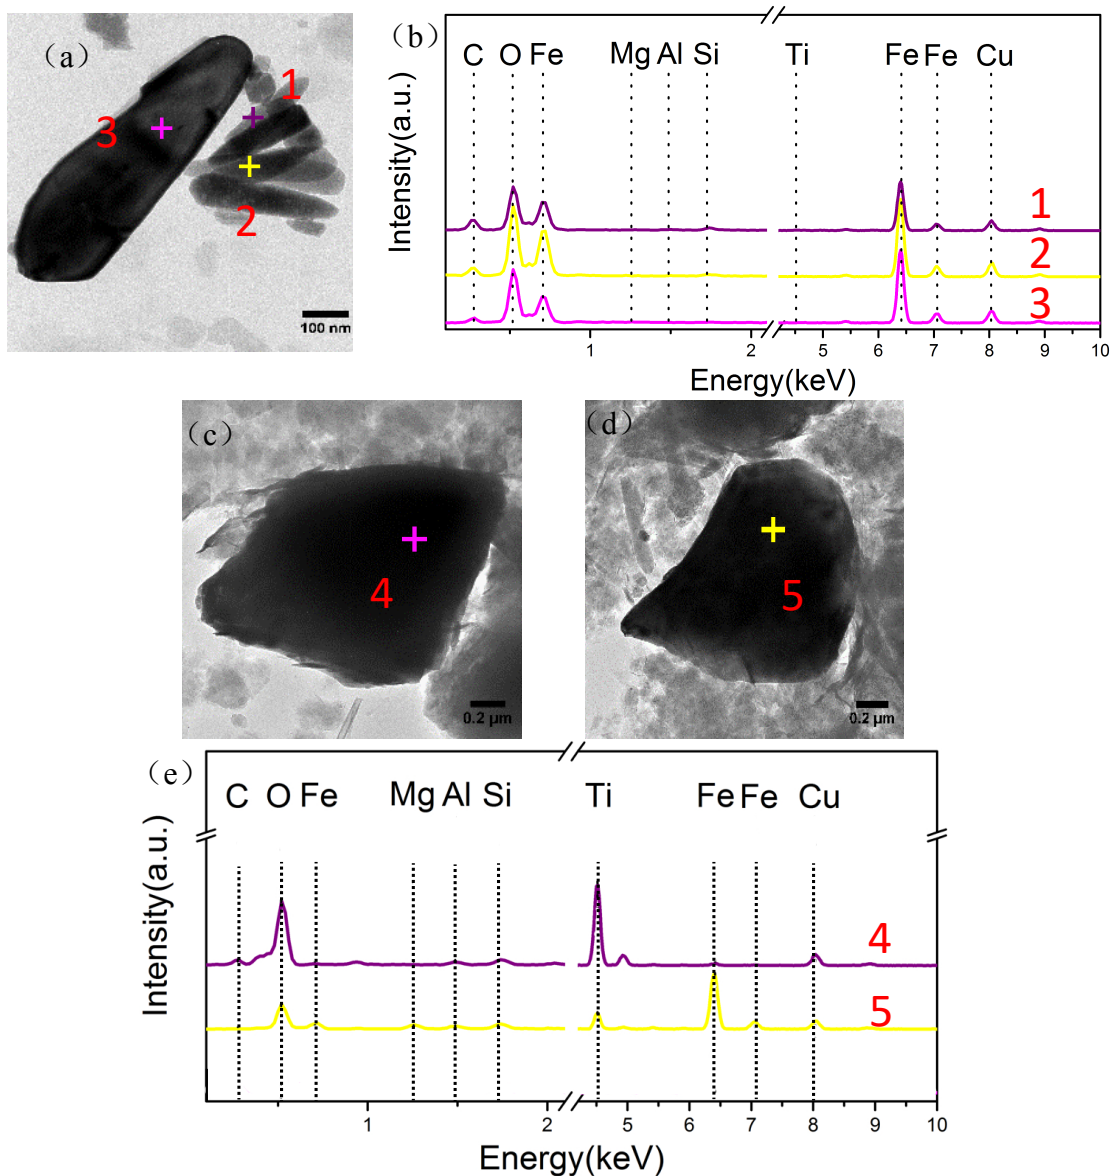 （a）
1
3
2
100 nm
（b）
C O Fe Mg Al Si Ti Fe Fe Cu
Intensity(a.u.)
1
2
3
1 2 5 6 7 8 9 10
Energy(keV)
（c）
4
0.2 μm
（d）
5
0.2 μm
（e）
C O Fe Mg Al Si Ti Fe Fe Cu
Intensity(a.u.)
4
5
1 2 5 6 7 8 9 10
Energy(keV)